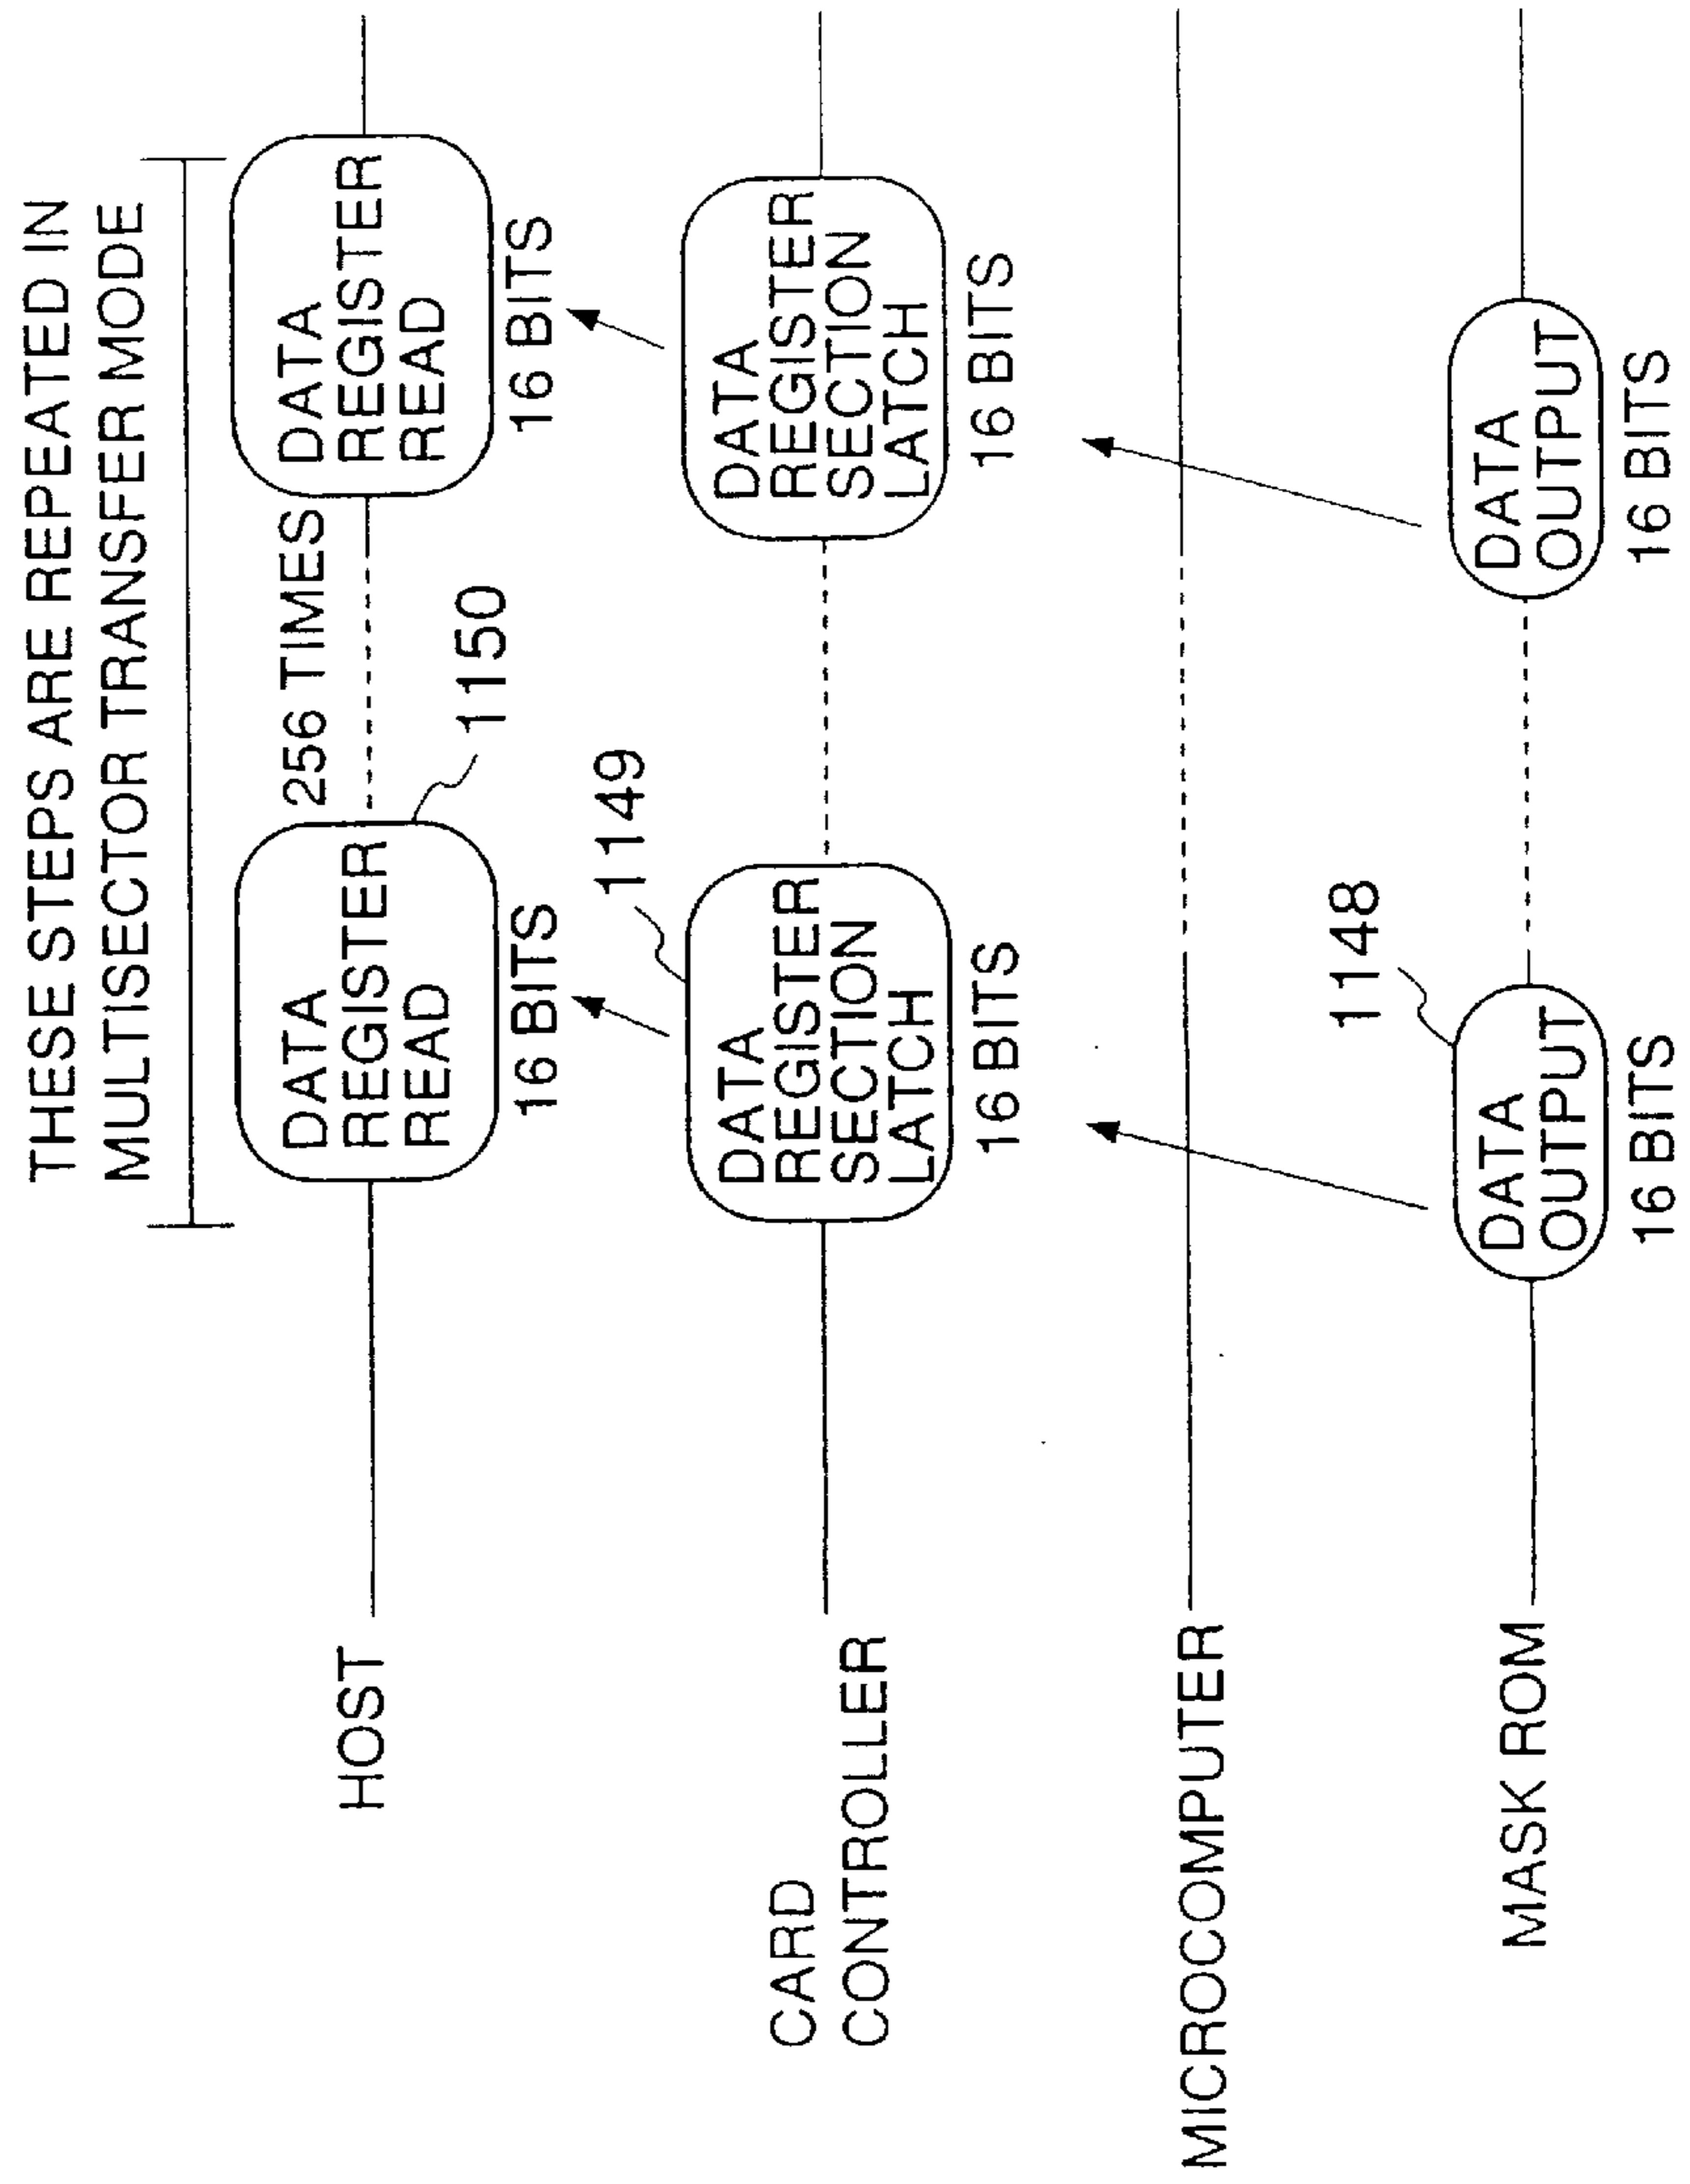 THESE STEPS ARE REPEATED IN
MULTISECTOR TRANSFER MODE
HOST
DATA
REGISTER
READ
16 BITS
256 TIMES
1150
DATA
REGISTER
READ
16 BITS
CARD
CONTROLLER
DATA
REGISTER
SECTION
LATCH
16 BITS
1149
DATA
REGISTER
SECTION
LATCH
16 BITS
MICROCOMPUTER
MASK ROM
DATA
OUTPUT
16 BITS
1148
DATA
OUTPUT
16 BITS